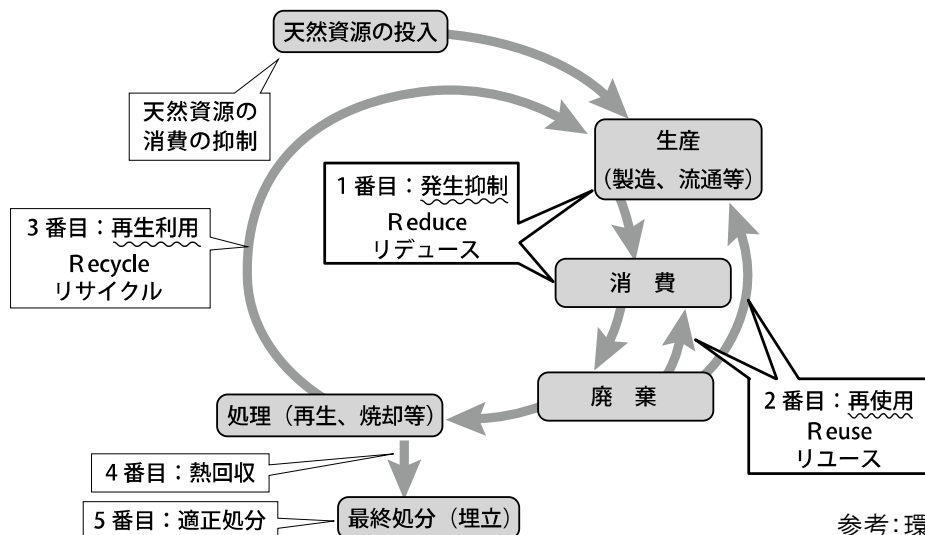 天然資源の投入
天然資源の
消費の抑制
生産
（製造、流通等）
1番目：発生抑制
Reduce
リデュース
3番目：再生利用
Recycle
リサイクル
消　費
廃　棄
2番目：再使用
Reuse
リユース
処理（再生、焼却等）
4番目：熱回収
最終処分（埋立）
5番目：適正処分
参考：環